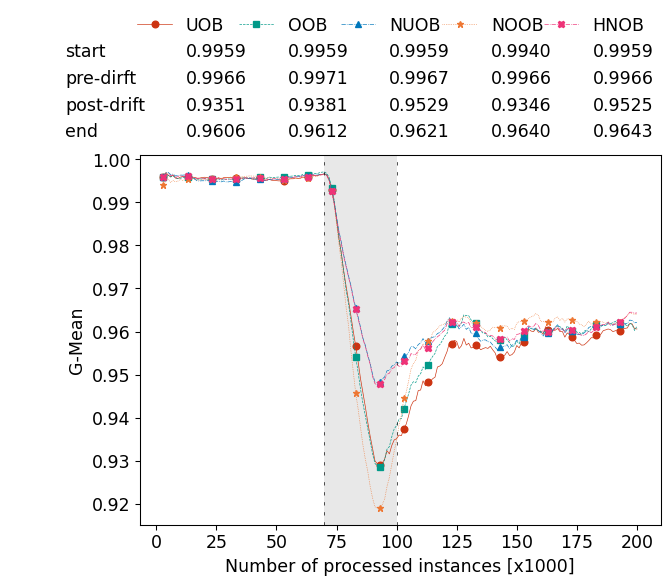 UOB OOB NUOB NOOB HNOB
start 0.9959 0.9959 0.9959 0.9940 0.9959
pre-dirft 0.9966 0.9971 0.9967 0.9966 0.9966
post-drift 0.9351 0.9381 0.9529 0.9346 0.9525
end 0.9606 0.9612 0.9621 0.9640 0.9643
1.00
0.99
0.98
0.97
0.96
0.95
0.94
0.93
0.92
G-Mean
0 25 50 75 100 125 150 175 200
Number of processed instances [x1000]